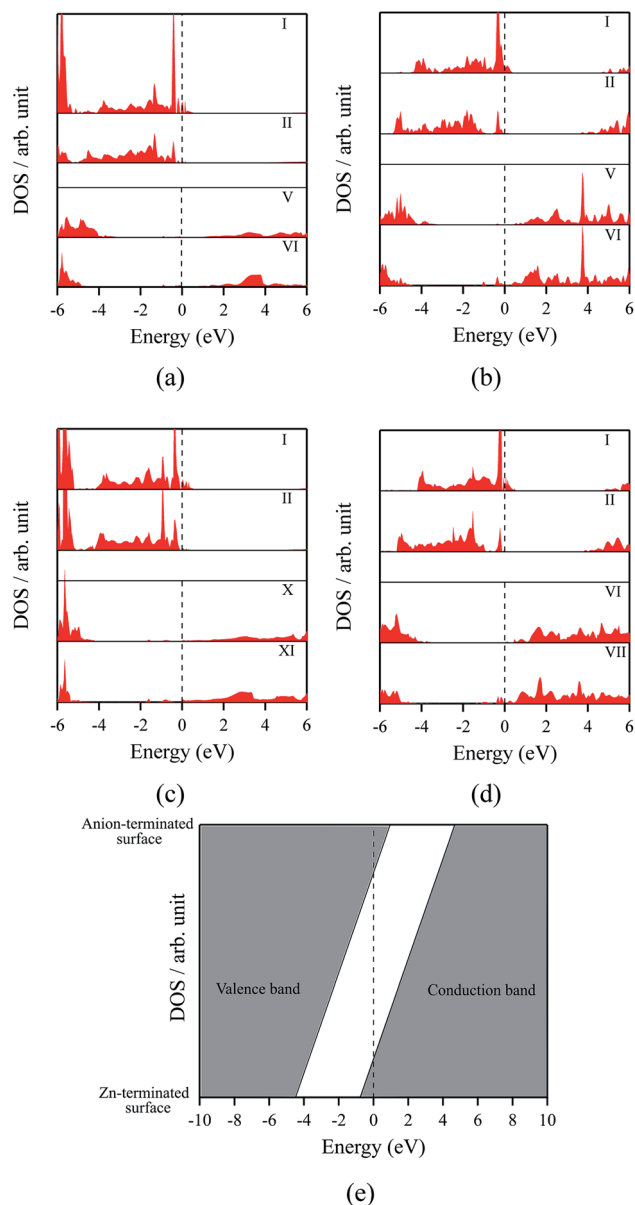 I
II
V
VI
DOS / arb. unit
-6 -4 -2 0 2 4 6
Energy (eV)
(a)
I
II
V
VI
DOS / arb. unit
-6 -4 -2 0 2 4 6
Energy (eV)
(b)
I
II
X
XI
DOS / arb. unit
-6 -4 -2 0 2 4 6
Energy (eV)
(c)
I
II
VI
VII
DOS / arb. unit
-6 -4 -2 0 2 4 6
Energy (eV)
(d)
Anion-terminated
surface
DOS / arb. unit
Valence band
Conduction band
Zn-terminated
surface
-10 -8 -6 -4 -2 0 2 4 6 8 10
Energy (eV)
(e)